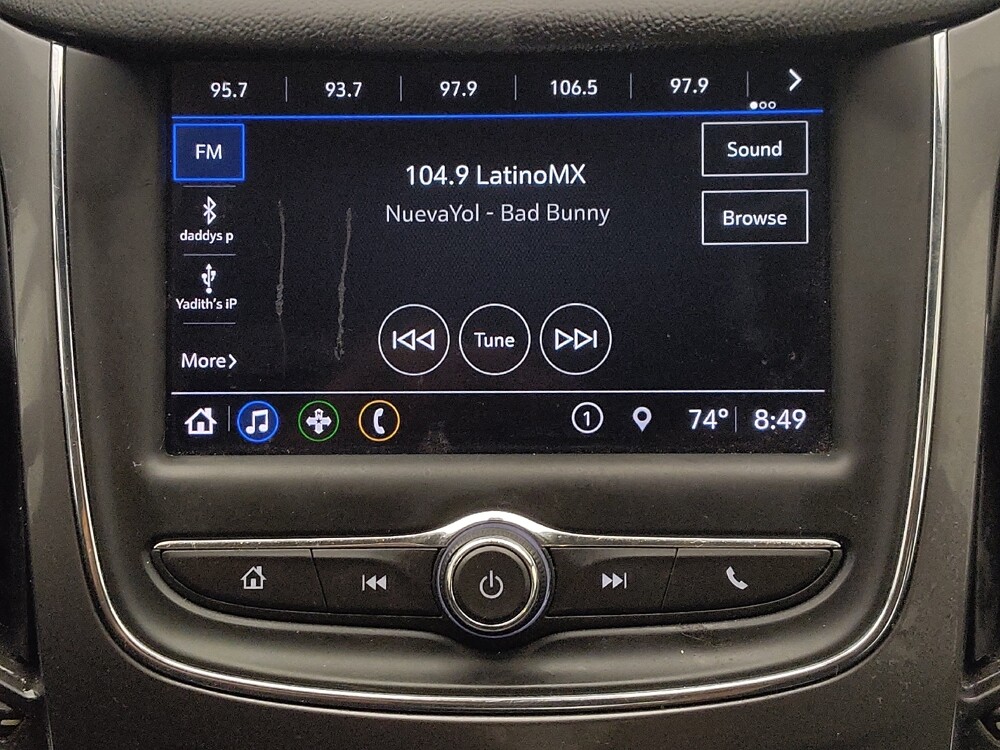 95.7 93.7 97.9 106.5 97.9
FM
104.9 LatinoMX
Sound
NuevaYol - Bad Bunny
Browse
daddys p
Yadith's iP
Tune
More
1
74° 8:49